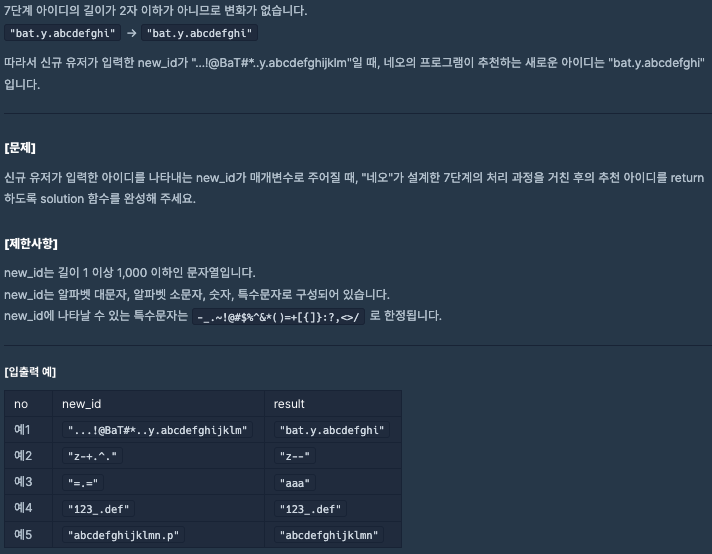 7단계 아이디의 길이가 2자 이하가 아니므로 변화가 없습니다.
"bat.y.abcdefghi" → "bat.y.abcdefghi"
따라서 신규 유저가 입력한 new_id가 "...!@BaT#*..y.abcdefghijklm"일 때, 네오의 프로그램이 추천하는 새로운 아이디는 "bat.y.abcdefghi"
입니다.
[문제]
신규 유저가 입력한 아이디를 나타내는 new_id가 매개변수로 주어질 때, "네오"가 설계한 7단계의 처리 과정을 거친 후의 추천 아이디를 return
하도록 solution 함수를 완성해 주세요.
[제한사항]
new_id는 길이 1 이상 1,000 이하인 문자열입니다.
new_id는 알파벳 대문자, 알파벳 소문자, 숫자, 특수문자로 구성되어 있습니다.
new_id에 나타날 수 있는 특수문자는 -_.~!@#$%^&*()=+[{]}:?,<>/ 로 한정됩니다.
[입출력 예]
no new_id result
예1 "...!@BaT#*..y.abcdefghijklm" "bat.y.abcdefghi"
예2 "z-+.^." "z--"
예3 "=.=" "aaa"
예4 "123_.def" "123_.def"
예5 "abcdefghijklmn.p" "abcdefghijklmn"